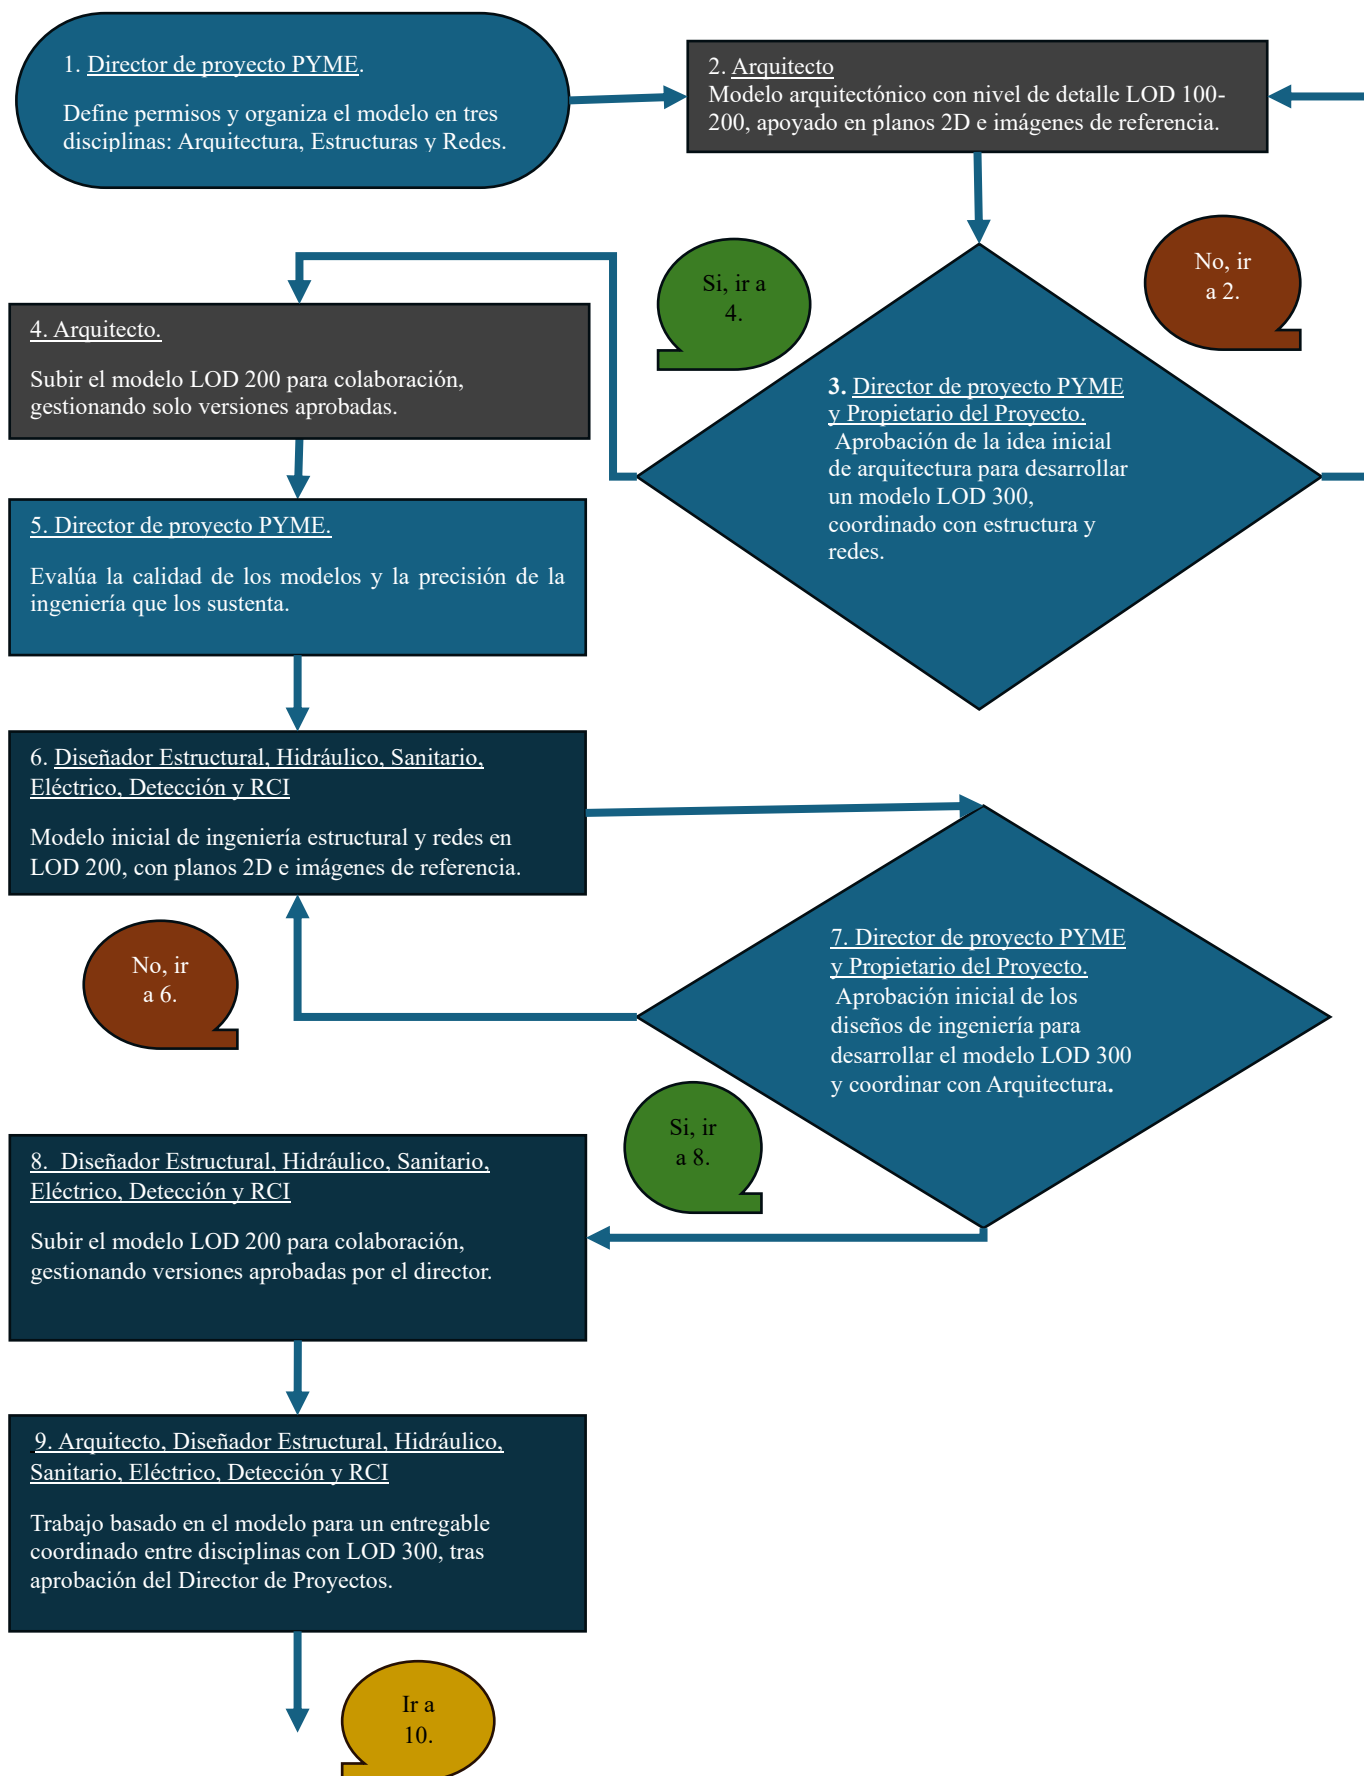 1. Director de proyecto PYME.
Define permisos y organiza el modelo en tres
disciplinas: Arquitectura, Estructuras y Redes.
2. Arquitecto
Modelo arquitectónico con nivel de detalle LOD 100-
200, apoyado en planos 2D e imágenes de referencia.
Si, ir a
4.
No, ir
a 2.
3. Director de proyecto PYME
y Propietario del Proyecto.
Aprobación de la idea inicial
de arquitectura para desarrollar
un modelo LOD 300,
coordinado con estructura y
redes.
4. Arquitecto.
Subir el modelo LOD 200 para colaboración,
gestionando solo versiones aprobadas.
5. Director de proyecto PYME.
Evalúa la calidad de los modelos y la precisión de la
ingeniería que los sustenta.
6. Diseñador Estructural, Hidráulico, Sanitario,
Eléctrico, Detección y RCI
Modelo inicial de ingeniería estructural y redes en
LOD 200, con planos 2D e imágenes de referencia.
No, ir
a 6.
7. Director de proyecto PYME
y Propietario del Proyecto.
Aprobación inicial de los
diseños de ingeniería para
desarrollar el modelo LOD 300
y coordinar con Arquitectura.
Si, ir
a 8.
8. Diseñador Estructural, Hidráulico, Sanitario,
Eléctrico, Detección y RCI
Subir el modelo LOD 200 para colaboración,
gestionando versiones aprobadas por el director.
9. Arquitecto, Diseñador Estructural, Hidráulico,
Sanitario, Eléctrico, Detección y RCI
Trabajo basado en el modelo para un entregable
coordinado entre disciplinas con LOD 300, tras
aprobación del Director de Proyectos.
Ir a
10.